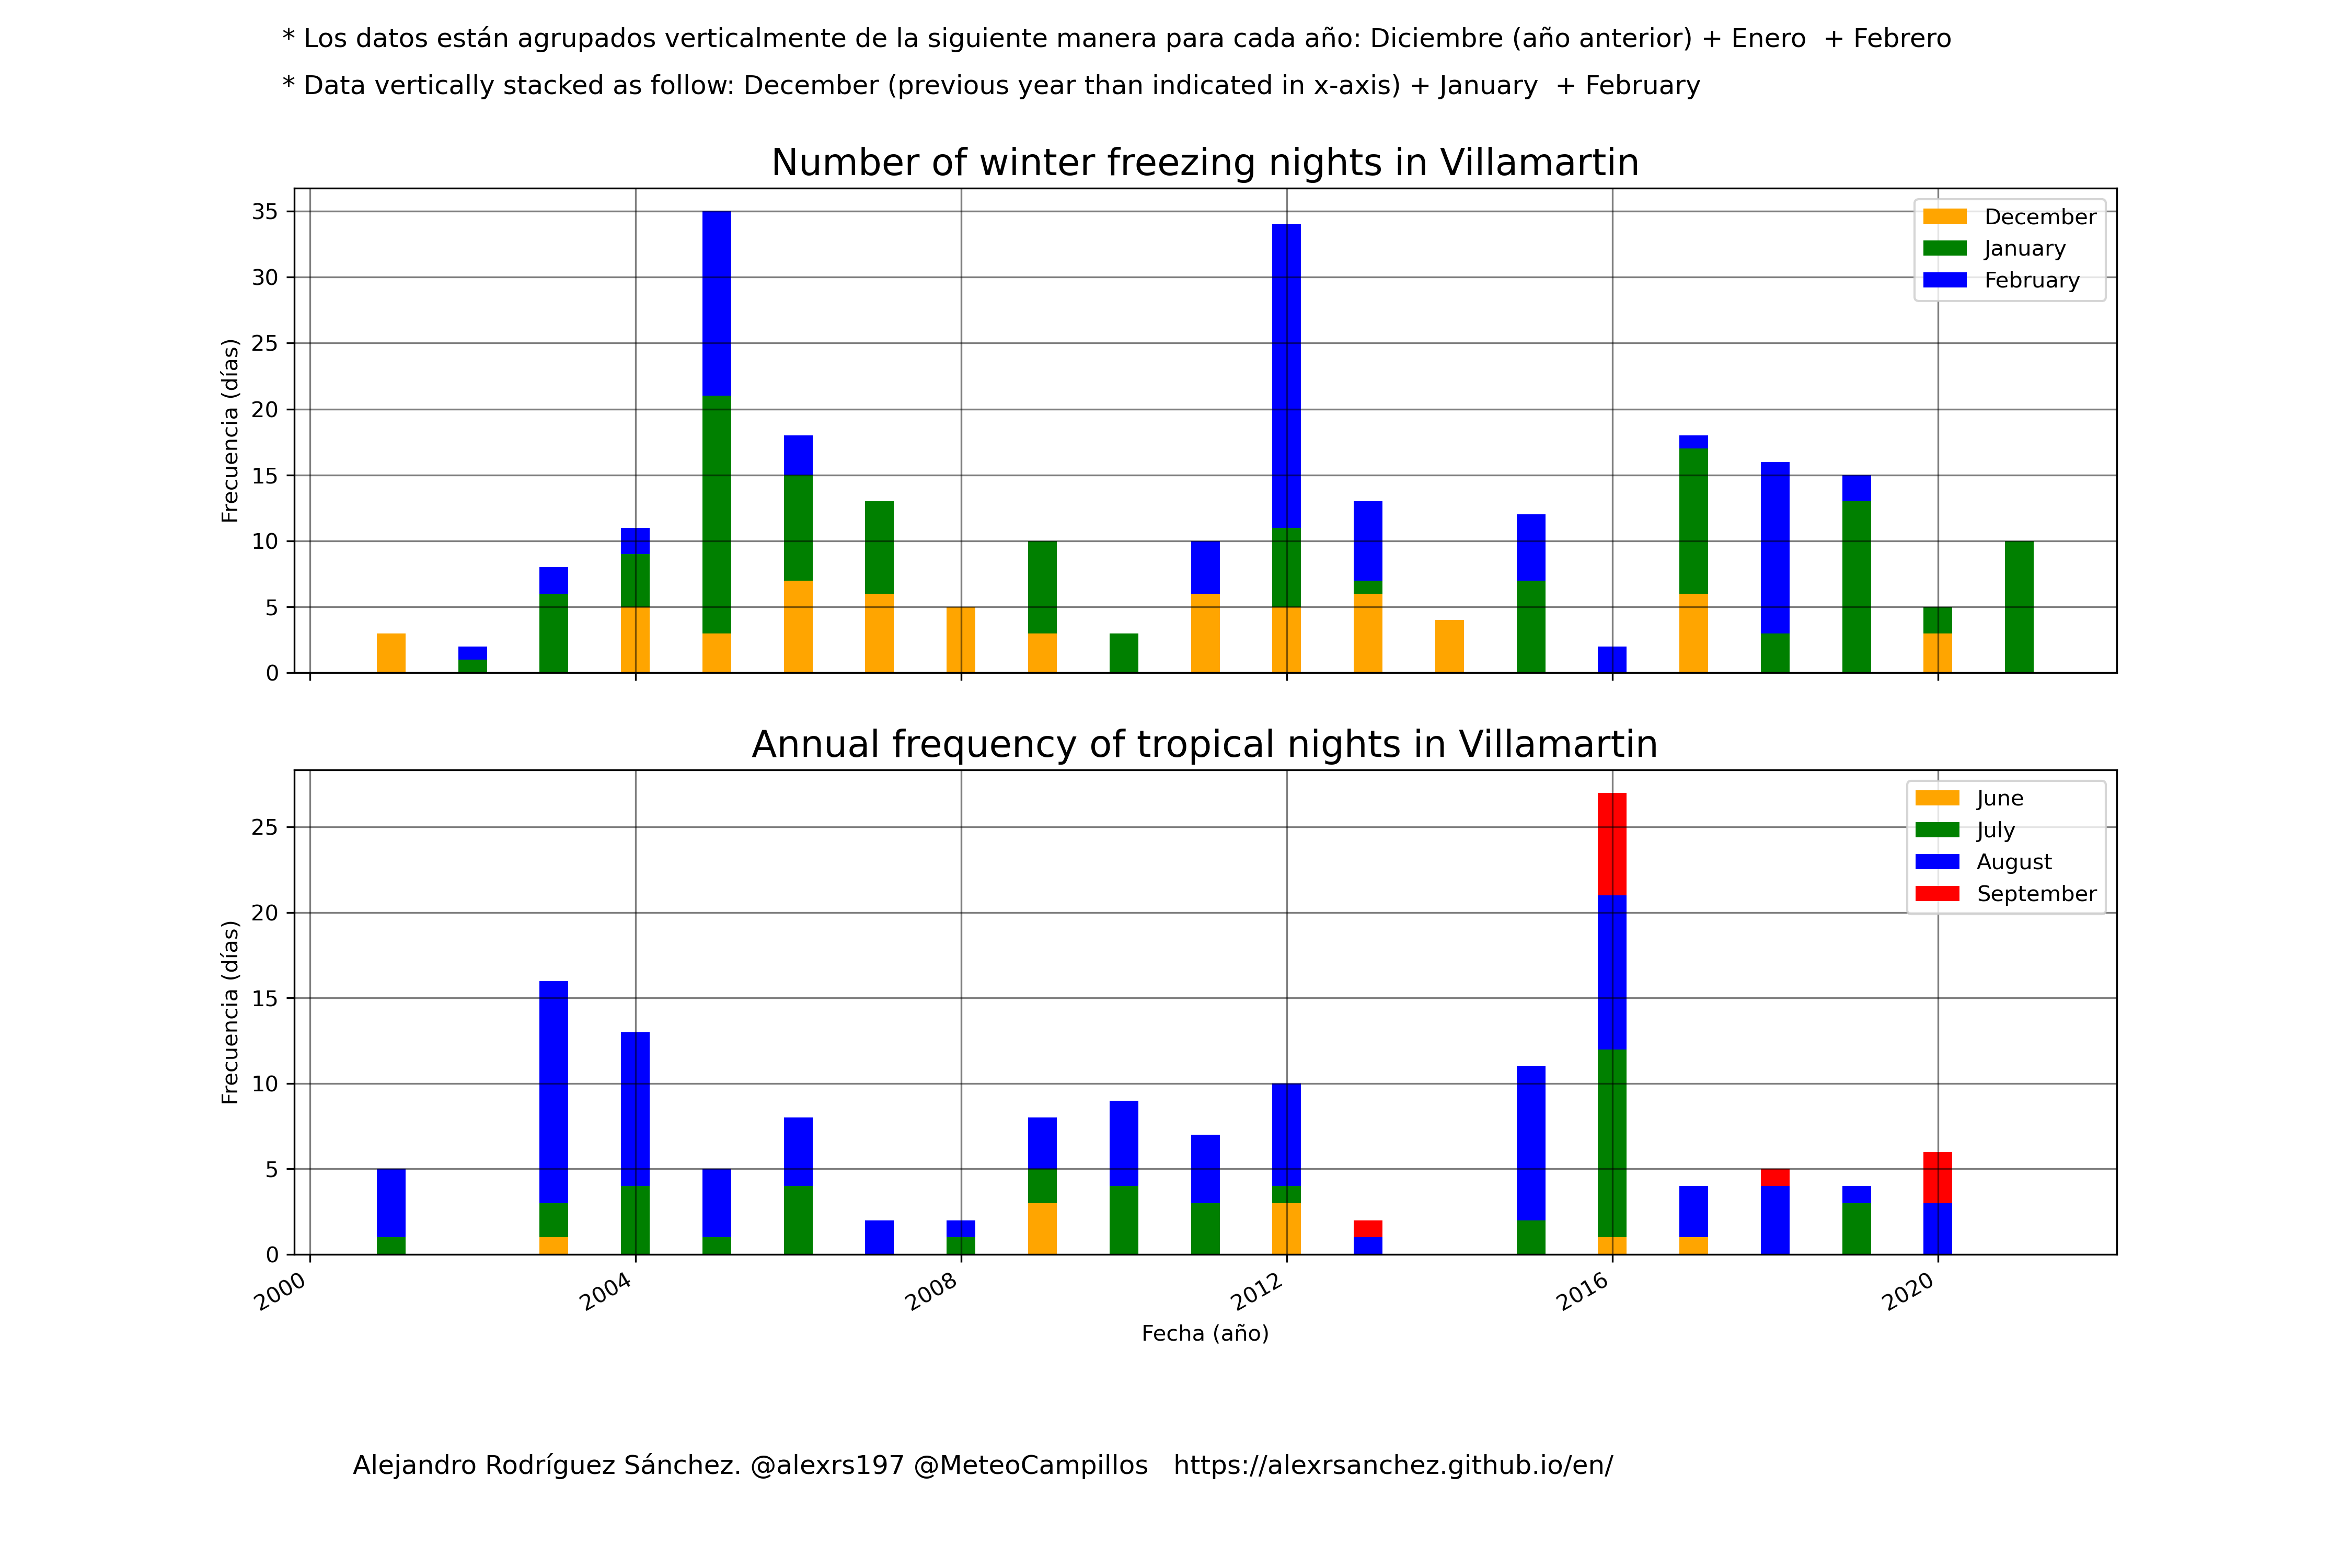 * Los datos están agrupados verticalmente de la siguiente manera para cada año: Diciembre (año anterior) + Enero  + Febrero
* Data vertically stacked as follow: December (previous year than indicated in x-axis) + January  + February
Number of winter freezing nights in Villamartin
35
30
25
20
15
10
5
0
Frecuencia (días)
December
January
February
Annual frequency of tropical nights in Villamartin
25
20
15
10
5
0
Frecuencia (días)
June
July
August
September
2000
2004
2008
2012
2016
2020
Fecha (año)
Alejandro Rodríguez Sánchez. @alexrs197 @MeteoCampillos   https://alexrsanchez.github.io/en/